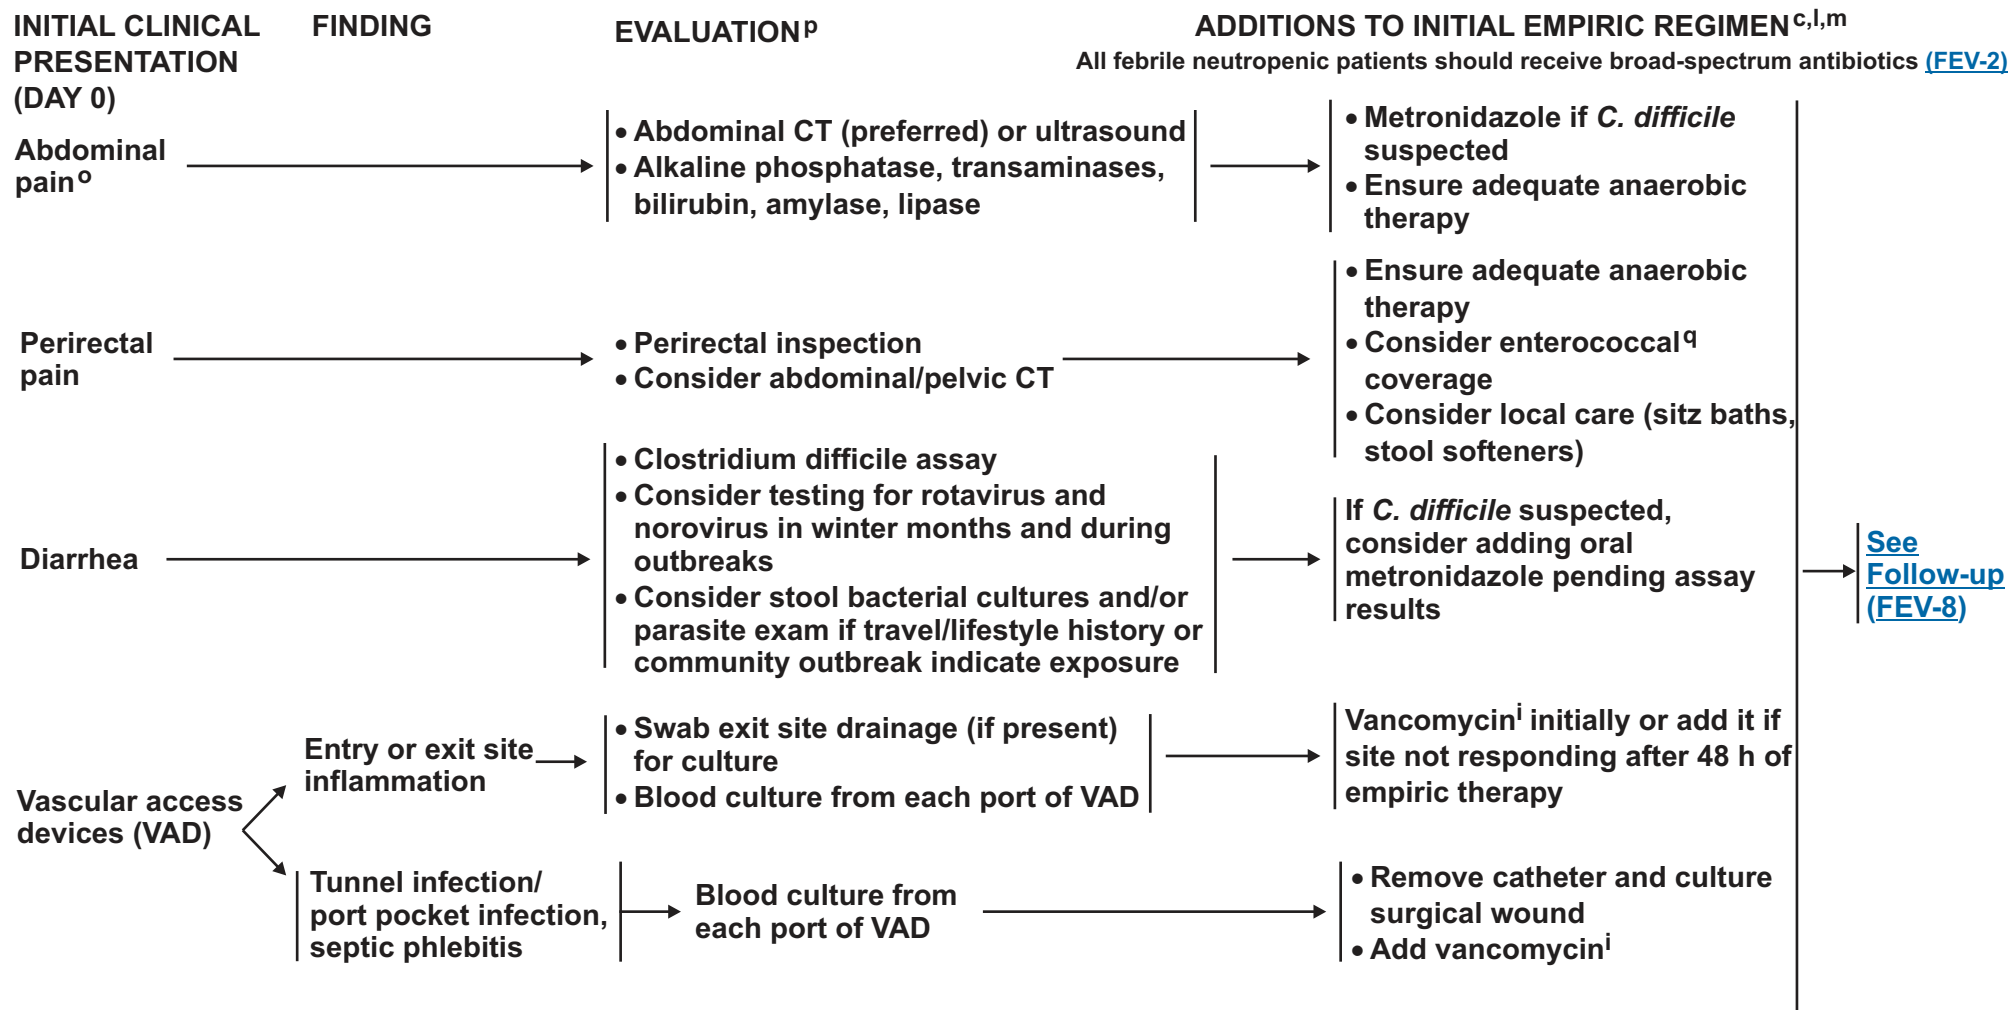 INITIAL CLINICAL
PRESENTATION
(DAY 0)
FINDING
EVALUATIONp
ADDITIONS TO INITIAL EMPIRIC REGIMENc,l,m
All febrile neutropenic patients should receive broad-spectrum antibiotics (FEV-2)
Abdominal
paino
• Abdominal CT (preferred) or ultrasound
• Alkaline phosphatase, transaminases,
bilirubin, amylase, lipase
• Metronidazole if C. difficile
suspected
• Ensure adequate anaerobic
therapy
Perirectal
pain
• Perirectal inspection
• Consider abdominal/pelvic CT
• Ensure adequate anaerobic
therapy
• Consider enterococcalq
coverage
• Consider local care (sitz baths,
stool softeners)
Diarrhea
• Clostridium difficile assay
• Consider testing for rotavirus and
norovirus in winter months and during
outbreaks
• Consider stool bacterial cultures and/or
parasite exam if travel/lifestyle history or
community outbreak indicate exposure
If C. difficile suspected,
consider adding oral
metronidazole pending assay
results
See
Follow-up
(FEV-8)
Vascular access
devices (VAD)
Entry or exit site
inflammation
• Swab exit site drainage (if present)
for culture
• Blood culture from each port of VAD
Vancomycini initially or add it if
site not responding after 48 h of
empiric therapy
Tunnel infection/
port pocket infection,
septic phlebitis
Blood culture from
each port of VAD
• Remove catheter and culture
surgical wound
• Add vancomycini